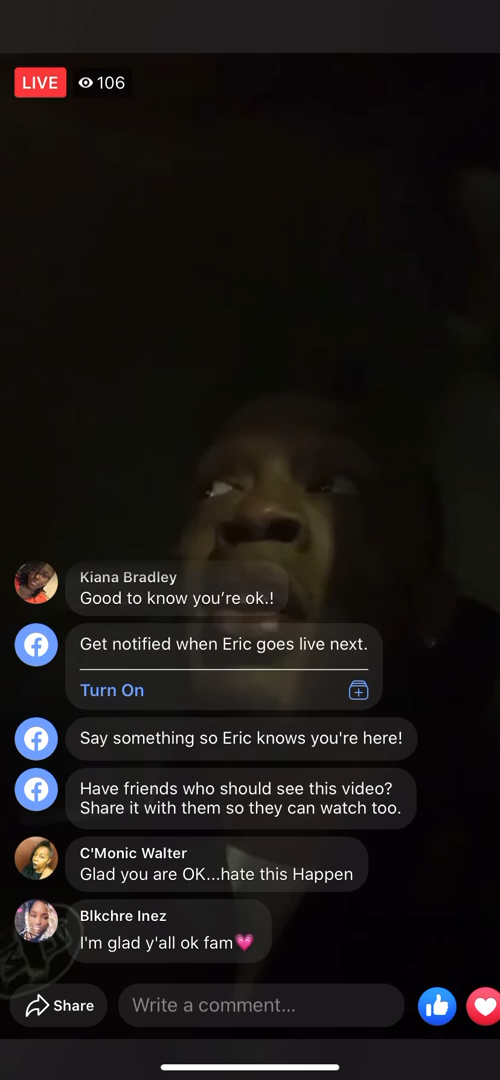 LIVE
106
Kiana Bradley
Good to know you're ok.!
Get notified when Eric goes live next.
Turn On
Say something so Eric knows you're here!
Have friends who should see this video?
Share it with them so they can watch too.
C'Monic Walter
Glad you are OK...hate this Happen
Blkchre Inez
I'm glad y'all ok fam💗
Share
Write a comment...